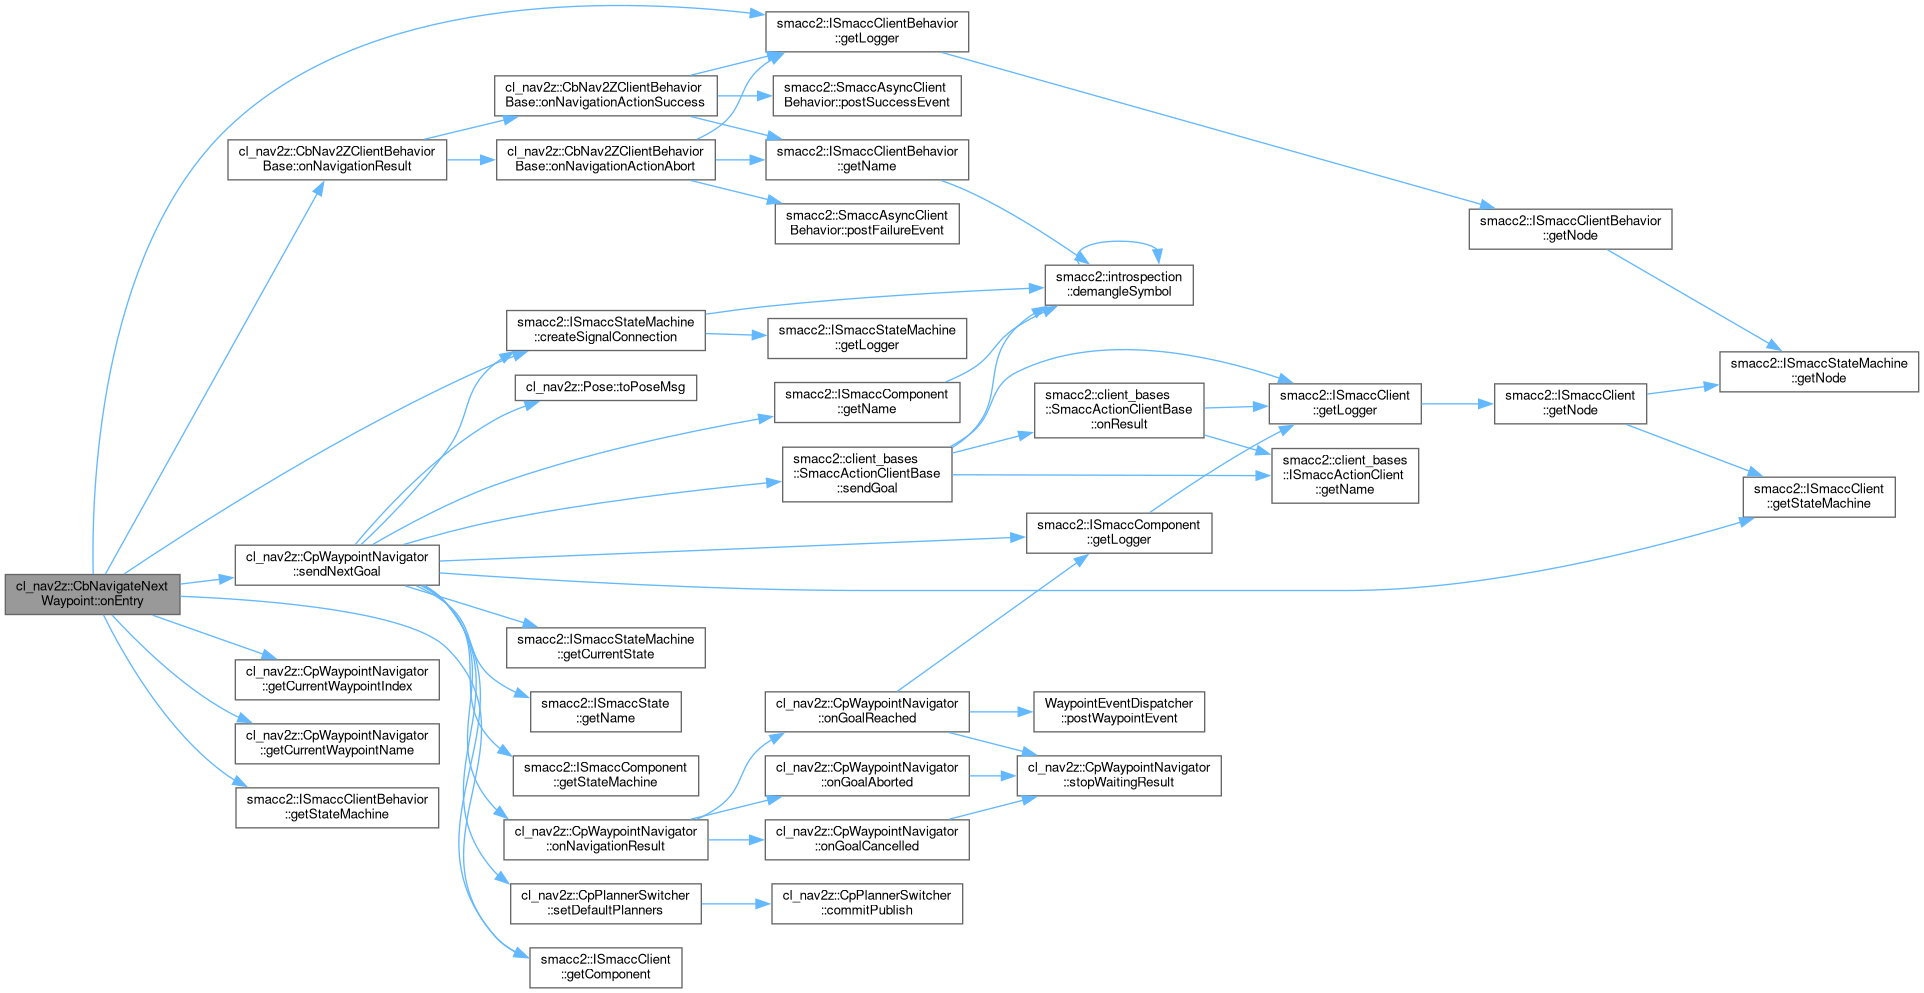 smacc2::ISmaccClientBehavior
::getLogger
cl_nav2z::CbNav2ZClientBehavior
Base::onNavigationActionSuccess
smacc2::SmaccAsyncClient
Behavior::postSuccessEvent
cl_nav2z::CbNav2ZClientBehavior
Base::onNavigationResult
cl_nav2z::CbNav2ZClientBehavior
Base::onNavigationActionAbort
smacc2::ISmaccClientBehavior
::getName
smacc2::SmaccAsyncClient
Behavior::postFailureEvent
smacc2::ISmaccClientBehavior
::getNode
smacc2::introspection
::demangleSymbol
smacc2::ISmaccStateMachine
::createSignalConnection
smacc2::ISmaccStateMachine
::getLogger
smacc2::ISmaccStateMachine
::getNode
cl_nav2z::Pose::toPoseMsg
smacc2::ISmaccComponent
::getName
smacc2::client_bases
::SmaccActionClientBase
::onResult
smacc2::ISmaccClient
::getLogger
smacc2::ISmaccClient
::getNode
smacc2::client_bases
::SmaccActionClientBase
::sendGoal
smacc2::client_bases
::ISmaccActionClient
::getName
smacc2::ISmaccClient
::getStateMachine
smacc2::ISmaccComponent
::getLogger
cl_nav2z::CpWaypointNavigator
::sendNextGoal
cl_nav2z::CbNavigateNext
Waypoint::onEntry
smacc2::ISmaccStateMachine
::getCurrentState
cl_nav2z::CpWaypointNavigator
::getCurrentWaypointIndex
smacc2::ISmaccState
::getName
cl_nav2z::CpWaypointNavigator
::onGoalReached
WaypointEventDispatcher
::postWaypointEvent
cl_nav2z::CpWaypointNavigator
::getCurrentWaypointName
smacc2::ISmaccComponent
::getStateMachine
cl_nav2z::CpWaypointNavigator
::onGoalAborted
cl_nav2z::CpWaypointNavigator
::stopWaitingResult
smacc2::ISmaccClientBehavior
::getStateMachine
cl_nav2z::CpWaypointNavigator
::onNavigationResult
cl_nav2z::CpWaypointNavigator
::onGoalCancelled
cl_nav2z::CpPlannerSwitcher
::setDefaultPlanners
cl_nav2z::CpPlannerSwitcher
::commitPublish
smacc2::ISmaccClient
::getComponent